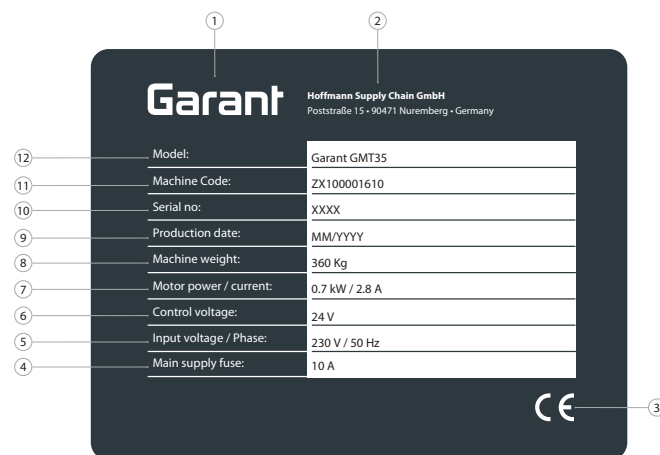 1
2
Garant
Hoffmann Supply Chain GmbH
Poststraße 15 • 90471 Nuremberg • Germany
12 Model: Garant GMT35
11 Machine Code: ZX100001610
10 Serial no: XXXX
9 Production date: MM/YYYY
8 Machine weight: 360 Kg
7 Motor power / current: 0.7 kW / 2.8 A
6 Control voltage: 24 V
5 Input voltage / Phase: 230 V / 50 Hz
4 Main supply fuse: 10 A
CE
3